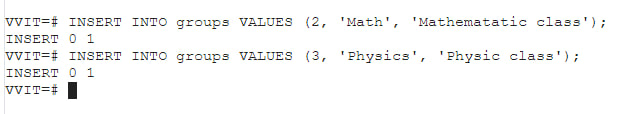 VVIT=# INSERT INTO groups VALUES (2, 'Math', 'Mathematatic class');
INSERT 0 1
VVIT=# INSERT INTO groups VALUES (3, 'Physics', 'Physic class');
INSERT 0 1
VVIT=#